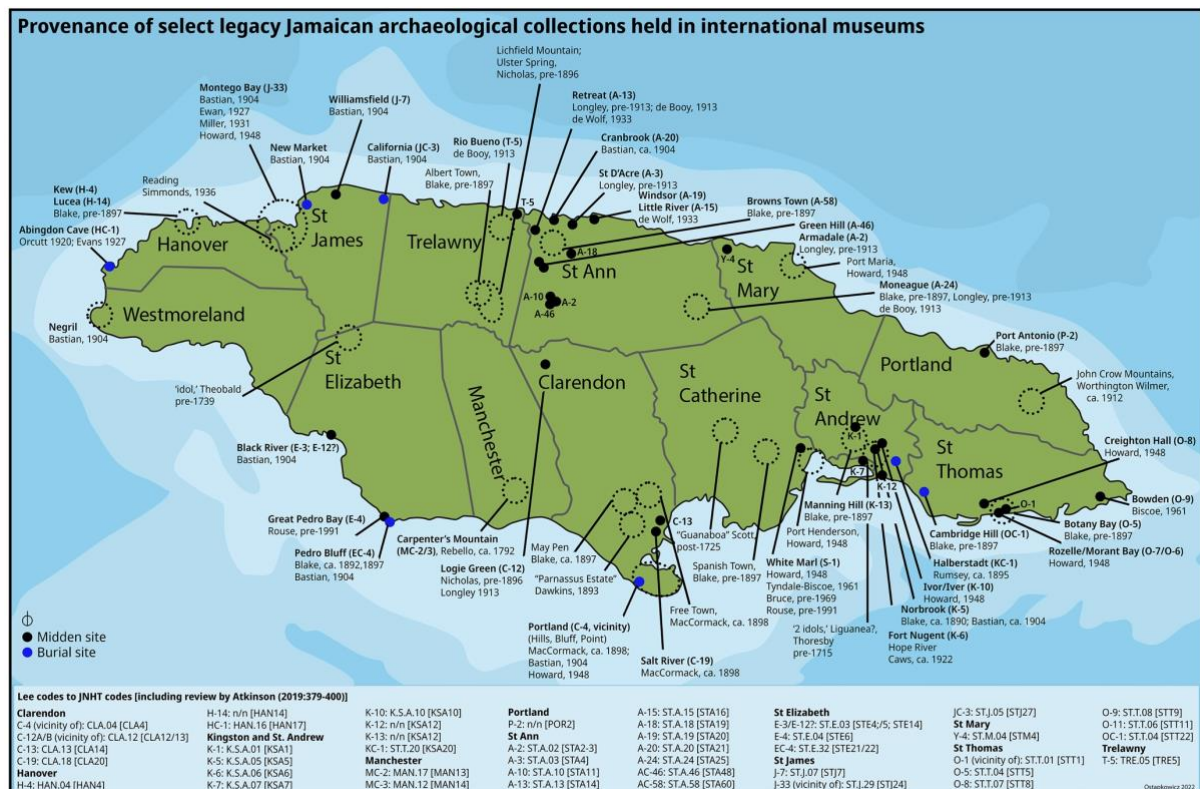 Provenance of select legacy Jamaican archaeological collections held in international museums
Lichfield Mountain;
Ulster Spring,
Nicholas, pre-1896
Montego Bay (J-33)
Bastian, 1904
Ewan, 1927
Miller, 1931
Howard, 1948
Williamsfield (J-7)
Bastian, 1904
Retreat (A-13)
Longley, pre-1913; de Booy, 1913
de Wolf, 1933
New Market
Bastian, 1904
California (JC-3)
Bastian, 1904
Rio Bueno (T-5)
de Booy, 1913
Cranbrook (A-20)
Bastian, ca. 1904
Reading
Simmonds, 1936
Albert Town,
Blake, pre-1897
St D'Acre (A-3)
Longley, pre-1913
Windsor (A-19)
Little River (A-15)
de Wolf, 1933
Kew (H-4)
Lucea (H-14)
Blake, pre-1897
Browns Town (A-58)
Blake, pre-1897
Green Hill (A-46)
Armadale (A-2)
Longley, pre-1913
Abingdon Cave (HC-1)
Orcutt 1920; Evans 1927
Port Maria,
Howard, 1948
Moneague (A-24)
Blake, pre-1897, Longley, pre-1913
de Booy, 1913
Hanover
St
James
Trelawny
T-5
A-18
St Ann
A-10
A-2
A-46
Y-4
St
Mary
Westmoreland
Negril
Bastian, 1904
Port Antonio (P-2)
Blake, pre-1897
Portland
St
Elizabeth
Manchester
Clarendon
St
Catherine
St
Andrew
K-1
K-7
K-12
St
Thomas
John Crow Mountains,
Worthington Wilmer,
ca. 1912
'idol,' Theobald
pre-1739
Black River (E-3; E-12?)
Bastian, 1904
Creighton Hall (O-8)
Howard, 1948
O-1
Bowden (O-9)
Biscoe, 1961
Botany Bay (O-5)
Blake, pre-1897
Rozelle/Morant Bay (O-7/O-6)
Howard, 1948
Great Pedro Bay (E-4)
Rouse, pre-1991
Pedro Bluff (EC-4)
Blake, ca. 1892,1897
Bastian, 1904
Carpenter's Mountain
(MC-2/3), Rebello, ca. 1792
Logie Green (C-12)
Nicholas, pre-1896
Longley 1913
May Pen
Blake, ca. 1897
"Parnassus Estate"
Dawkins, 1893
C-13
"Guanaboa" Scott,
post-1725
Spanish Town,
Blake, pre-1897
Manning Hill (K-13)
Blake, pre-1897
Port Henderson,
Howard, 1948
White Marl (S-1)
Howard, 1948
Tyndale-Biscoe, 1961
Bruce, pre-1969
Rouse, pre-1991
Cambridge Hill (OC-1)
Blake, pre-1897
Halberstadt (KC-1)
Rumsey, ca. 1895
Ivor/Iver (K-10)
Howard, 1948
Norbrook (K-5)
Blake, ca. 1890; Bastian, ca. 1904
Fort Nugent (K-6)
Hope River
Caws, ca. 1922
'2 idols,' Liguanea?,
Thoresby
pre-1715
Free Town,
MacCormack, ca. 1898
Portland (C-4, vicinity)
(Hills, Bluff, Point)
MacCormack, ca. 1898;
Bastian, 1904
Howard, 1948
Salt River (C-19)
MacCormack, ca. 1898
Midden site
Burial site
Lee codes to JNHT codes [including review by Atkinson (2019:379-400)]
Clarendon
C-4 (vicinity of): CLA.04 [CLA4]
C-12A/B (vicinity of): CLA.12 [CLA12/13]
C-13: CLA.13 [CLA14]
C-19: CLA.18 [CLA20]
Hanover
H-4: HAN.04 [HAN4]
H-14: n/n [HAN14]
HC-1: HAN.16 [HAN17]
Kingston and St. Andrew
K-1: K.S.A.01 [KSA1]
K-5: K.S.A.05 [KSA5]
K-6: K.S.A.06 [KSA6]
K-7: K.S.A.07 [KSA7]
K-10: K.S.A.10 [KSA10]
K-12: n/n [KSA12]
K-13: n/n [KSA12]
KC-1: ST.T.20 [KSA20]
Manchester
MC-2: MAN.17 [MAN13]
MC-3: MAN.12 [MAN14]
Portland
P-2: n/n [POR2]
St Ann
A-2: ST.A.02 [STA2-3]
A-3: ST.A.03 [STA4]
A-10: ST.A.10 [STA11]
A-13: ST.A.13 [STA14]
A-15: ST.A.15 [STA16]
A-18: ST.A.18 [STA19]
A-19: ST.A.19 [STA20]
A-20: ST.A.20 [STA21]
A-24: ST.A.24 [STA25]
AC-46: ST.A.46 [STA48]
AC-58: ST.A.58 [STA60]
St Elizabeth
E-3/E-12?: ST.E.03 [STE4/;5; STE14]
E-4: ST.E.04 [STE6]
EC-4: ST.E.32 [STE21/22]
St James
J-7: ST.J.07 [STJ7]
J-33 (vicinity of): ST.J.29 [STJ24]
JC-3: ST.J.05 [STJ27]
St Mary
Y-4: ST.M.04 [STM4]
St Thomas
O-1 (vicinity of): ST.T.01 [STT1]
O-5: ST.T.04 [STT5]
O-8: ST.T.07 [STT8]
O-9: ST.T.08 [STT9]
O-11: ST.T.06 [STT11]
OC-1: ST.T.04 [STT22]
Trelawny
T-5: TRE.05 [TRE5]
Ostapkowicz 2022